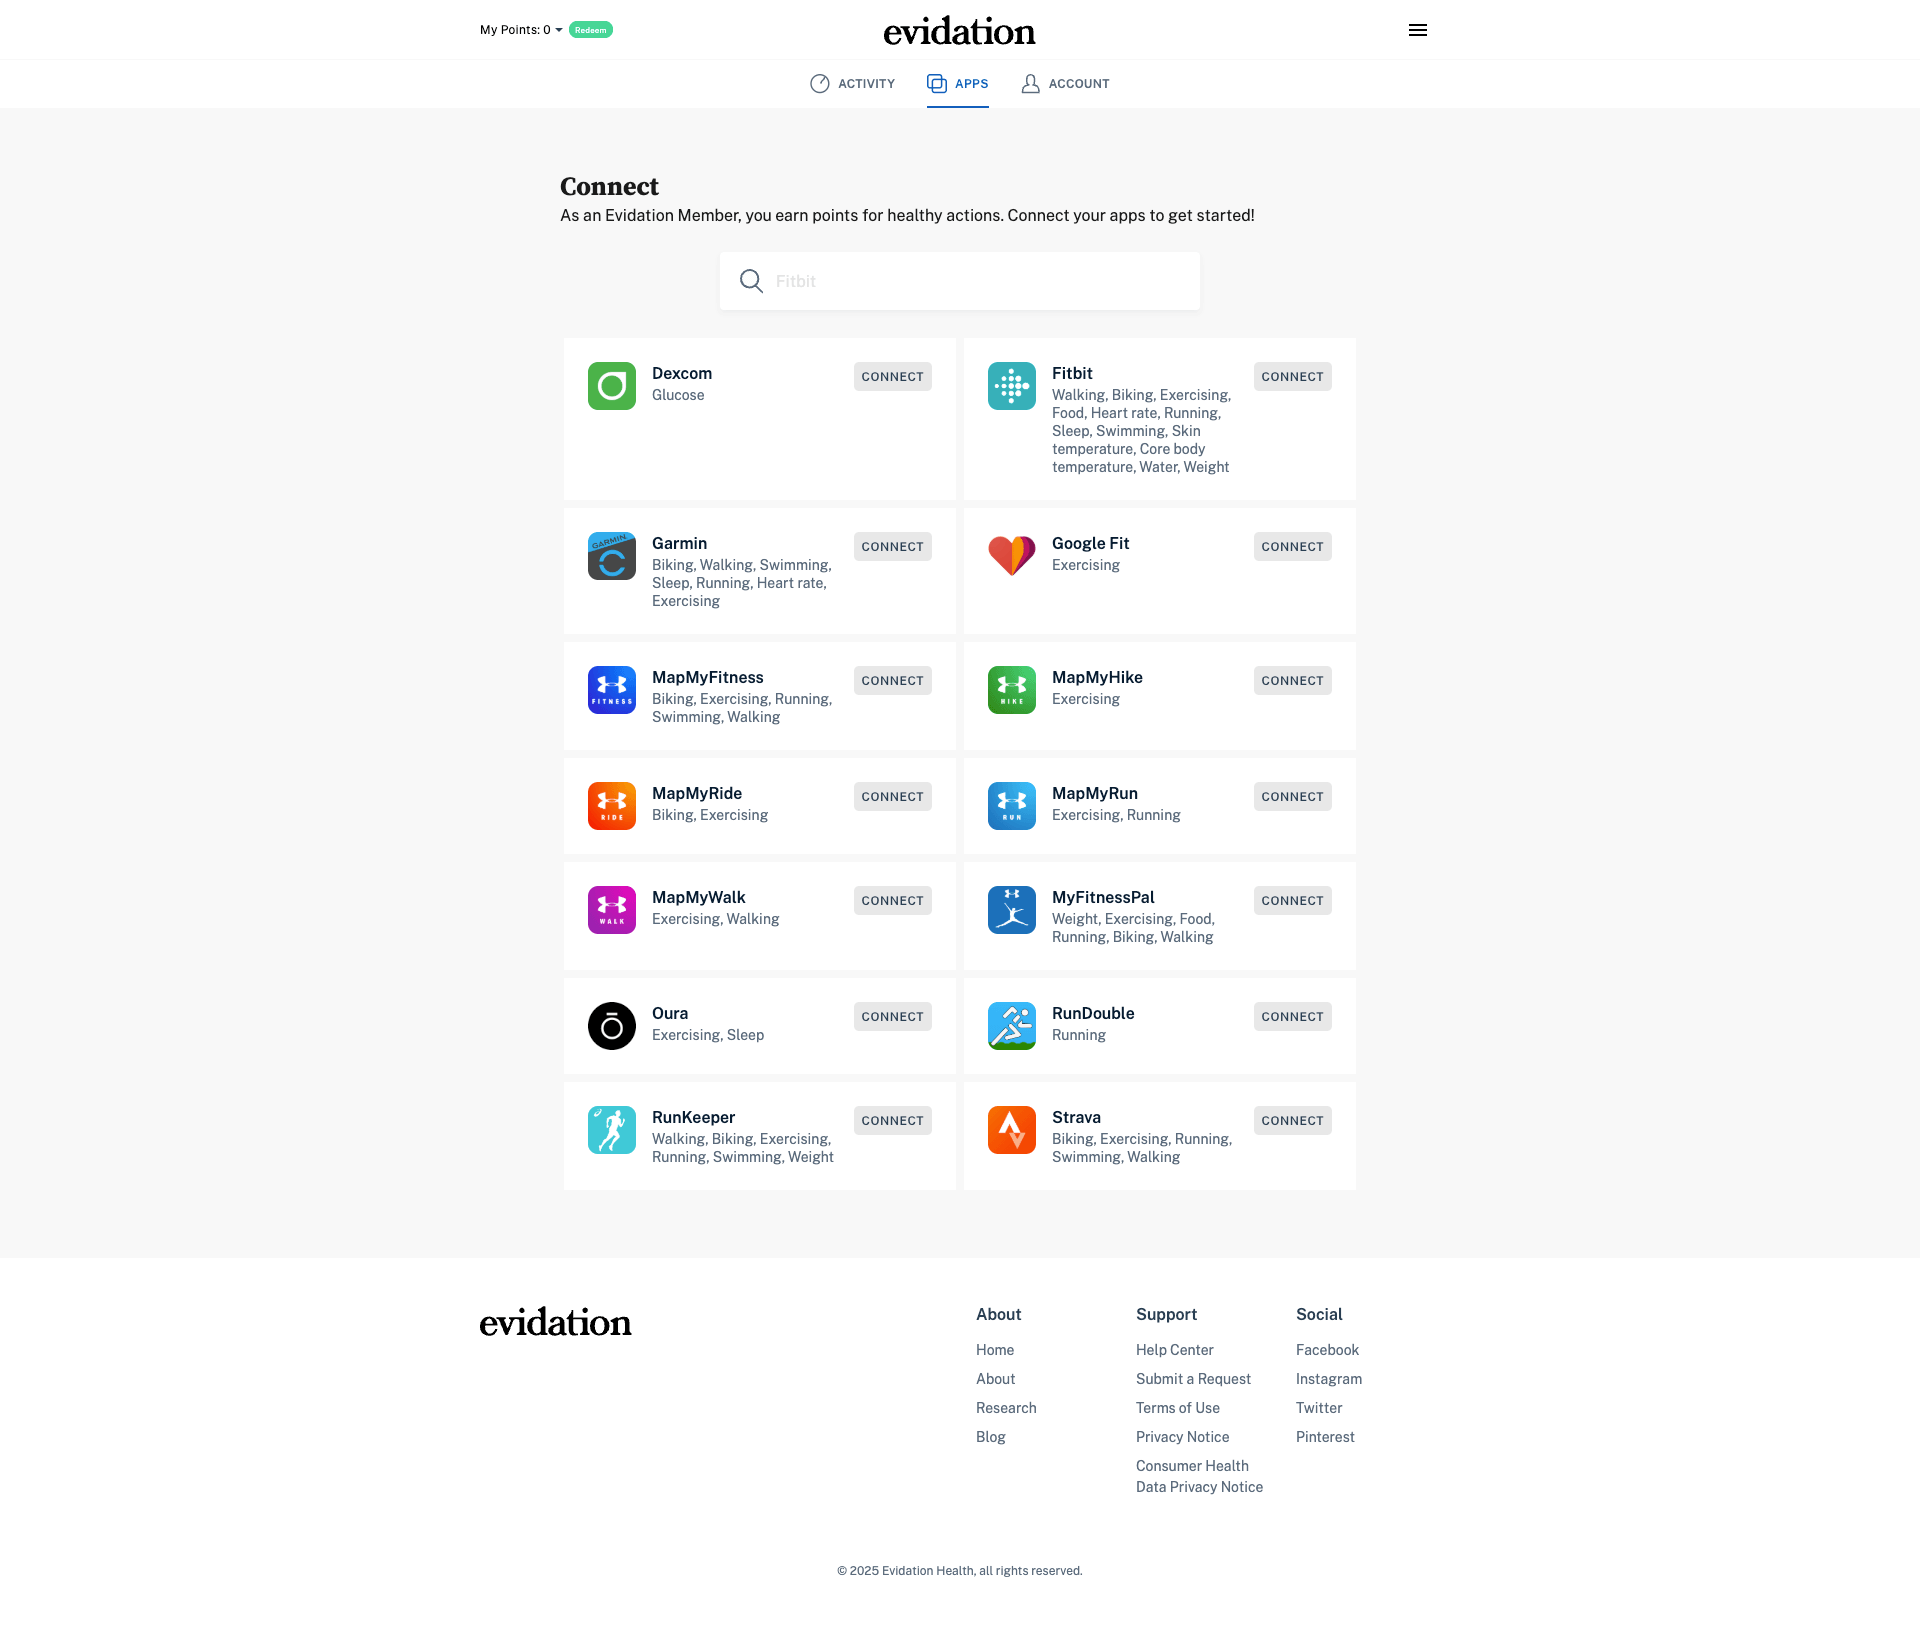 My Points: 0 Redeem
evidation
ACTIVITY
APPS
ACCOUNT
Connect
As an Evidation Member, you earn points for healthy actions. Connect your apps to get started!
Fitbit
Dexcom
Glucose
CONNECT
Fitbit
Walking, Biking, Exercising,
Food, Heart rate, Running,
Sleep, Swimming, Skin
temperature, Core body
temperature, Water, Weight
CONNECT
GARMIN
Garmin
Biking, Walking, Swimming,
Sleep, Running, Heart rate,
Exercising
CONNECT
Google Fit
Exercising
CONNECT
FITNESS
MapMyFitness
Biking, Exercising, Running,
Swimming, Walking
CONNECT
HIKE
MapMyHike
Exercising
CONNECT
RIDE
MapMyRide
Biking, Exercising
CONNECT
RUN
MapMyRun
Exercising, Running
CONNECT
WALK
MapMyWalk
Exercising, Walking
CONNECT
MyFitnessPal
Weight, Exercising, Food,
Running, Biking, Walking
CONNECT
Oura
Exercising, Sleep
CONNECT
RunDouble
Running
CONNECT
RunKeeper
Walking, Biking, Exercising,
Running, Swimming, Weight
CONNECT
Strava
Biking, Exercising, Running,
Swimming, Walking
CONNECT
evidation
About
Home
About
Research
Blog
Support
Help Center
Submit a Request
Terms of Use
Privacy Notice
Consumer Health
Data Privacy Notice
Social
Facebook
Instagram
Twitter
Pinterest
© 2025 Evidation Health, all rights reserved.